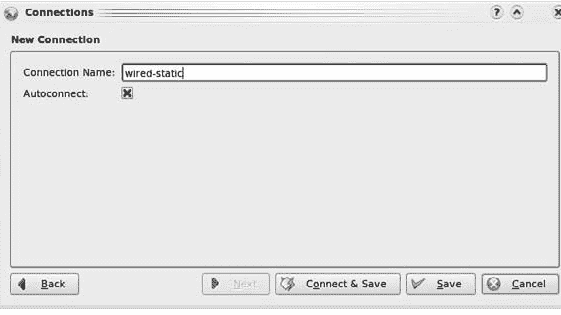 Connections
New Connection
Connection Name: wired-static
Autoconnect:
Back Next Connect & Save Save Cancel